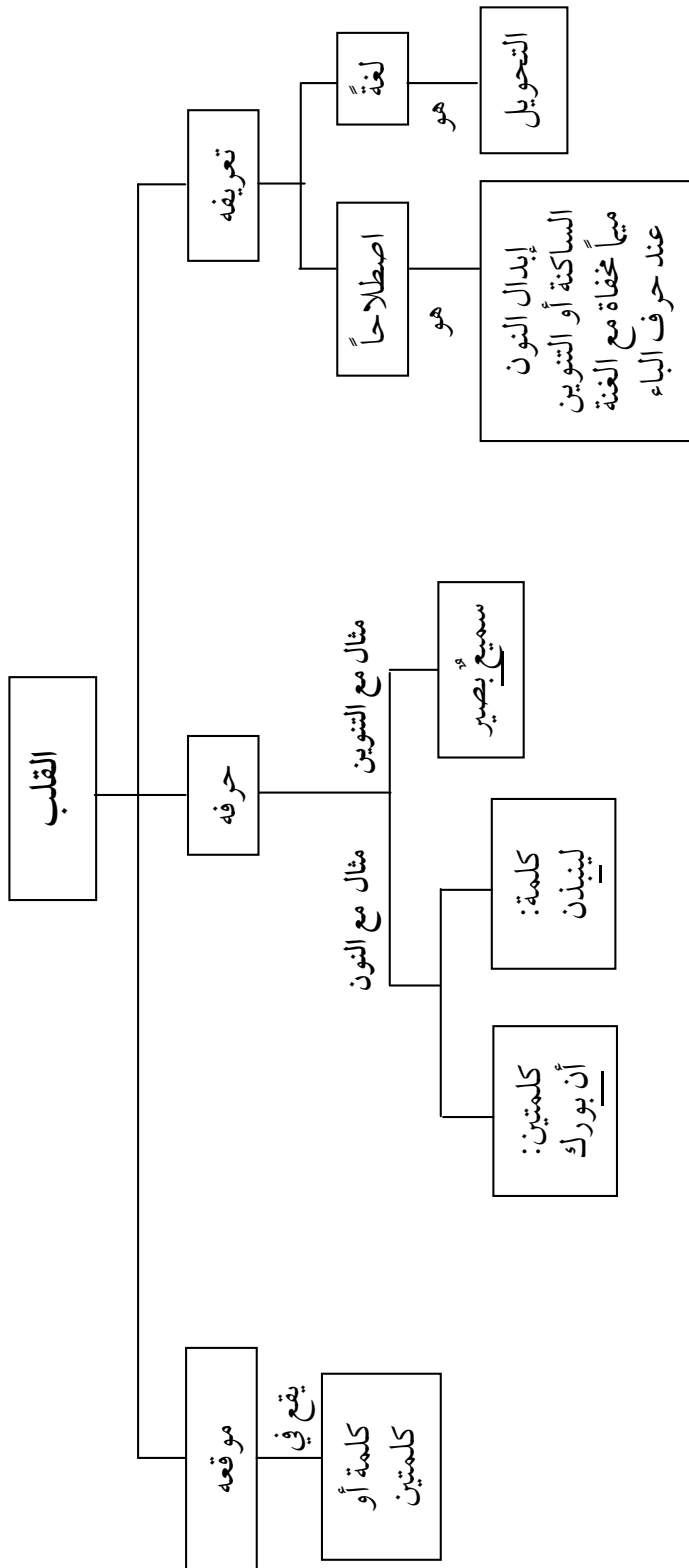 القلب
تعريفه
لغةً
هو
التحويل
اصطلاحاً
هو
إبدال النون
الساكنة أو التنوين
ميماً مخفاة مع الغنة
عند حرف الباء
حرفه
مثال مع التنوين
سميعٌ بَصير
مثال مع النون
كلمة:
لينبذن
كلمتين:
أن بورك
موقعه
يقع في
كلمة أو
كلمتين